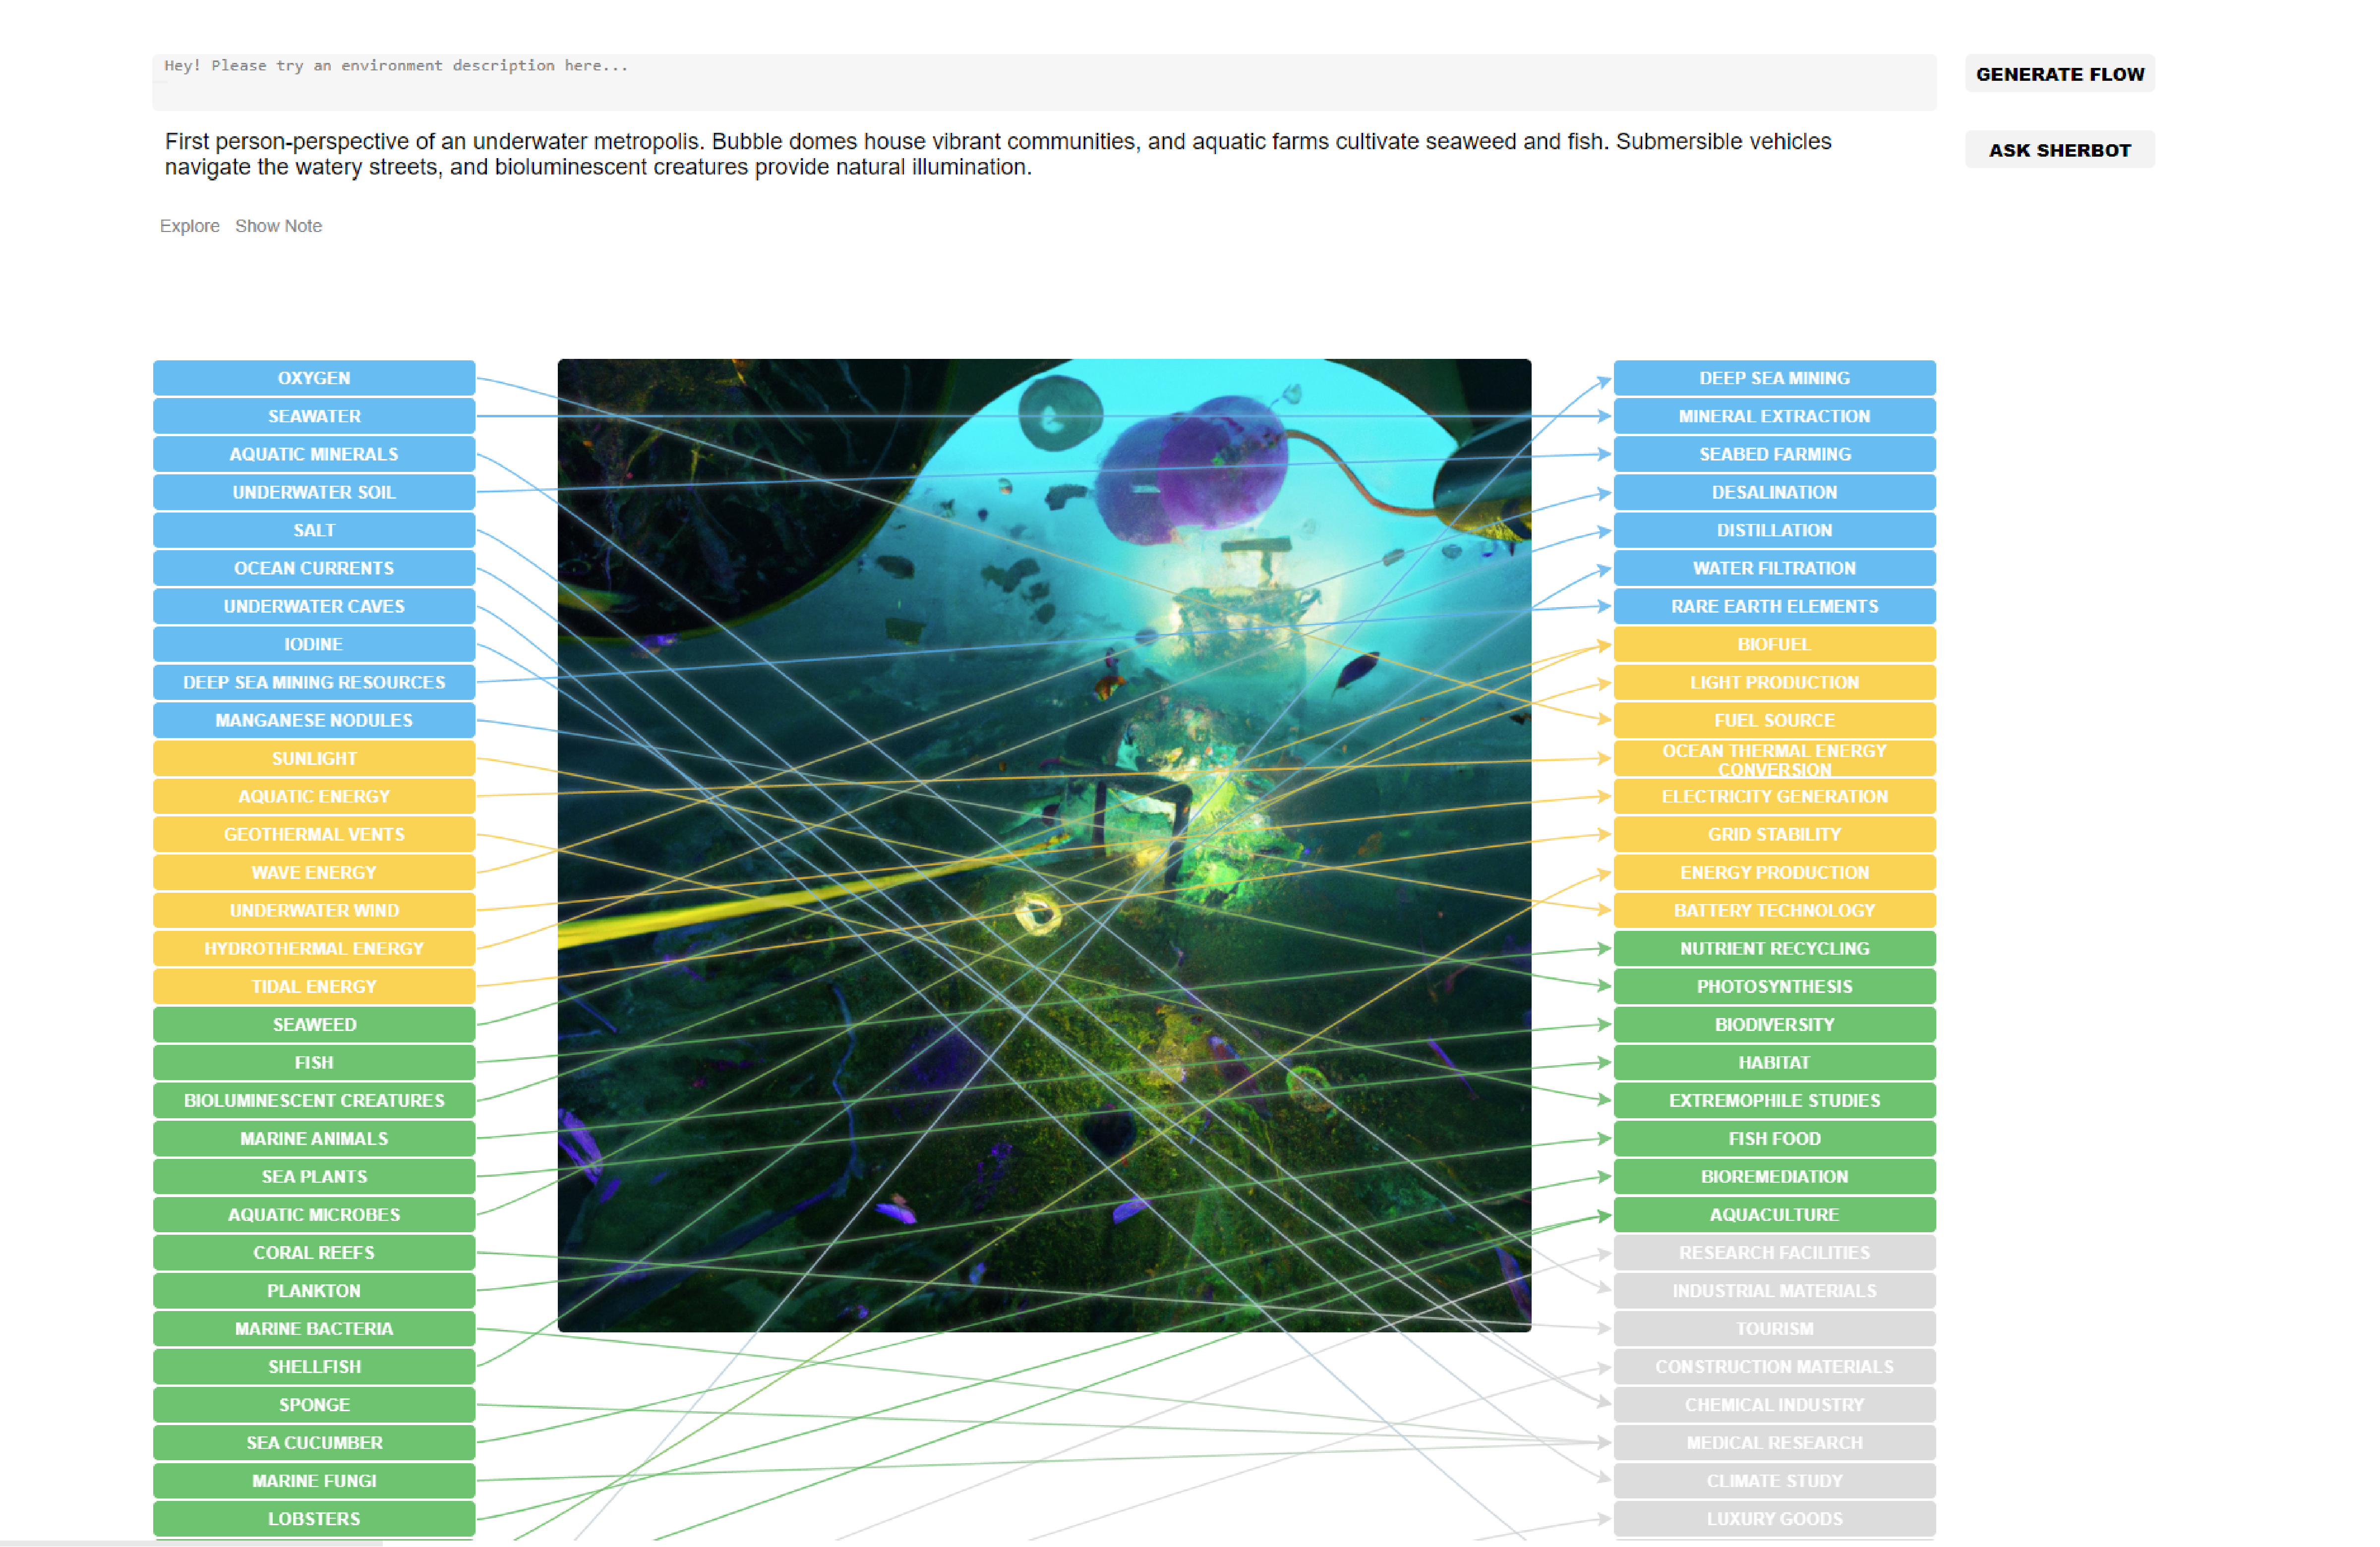 Hey! Please try an environment description here...
GENERATE FLOW
First person-perspective of an underwater metropolis. Bubble domes house vibrant communities, and aquatic farms cultivate seaweed and fish. Submersible vehicles
navigate the watery streets, and bioluminescent creatures provide natural illumination.
ASK SHERBOT
Explore Show Note
OXYGEN
SEAWATER
AQUATIC MINERALS
UNDERWATER SOIL
SALT
OCEAN CURRENTS
UNDERWATER CAVES
IODINE
DEEP SEA MINING RESOURCES
MANGANESE NODULES
SUNLIGHT
AQUATIC ENERGY
GEOTHERMAL VENTS
WAVE ENERGY
UNDERWATER WIND
HYDROTHERMAL ENERGY
TIDAL ENERGY
SEAWEED
FISH
BIOLUMINESCENT CREATURES
MARINE ANIMALS
SEA PLANTS
AQUATIC MICROBES
CORAL REEFS
PLANKTON
MARINE BACTERIA
SHELLFISH
SPONGE
SEA CUCUMBER
MARINE FUNGI
LOBSTERS
DEEP SEA MINING
MINERAL EXTRACTION
SEABED FARMING
DESALINATION
DISTILLATION
WATER FILTRATION
RARE EARTH ELEMENTS
BIOFUEL
LIGHT PRODUCTION
FUEL SOURCE
OCEAN THERMAL ENERGY
CONVERSION
ELECTRICITY GENERATION
GRID STABILITY
ENERGY PRODUCTION
BATTERY TECHNOLOGY
NUTRIENT RECYCLING
PHOTOSYNTHESIS
BIODIVERSITY
HABITAT
EXTREMOPHILE STUDIES
FISH FOOD
BIOREMEDIATION
AQUACULTURE
RESEARCH FACILITIES
INDUSTRIAL MATERIALS
TOURISM
CONSTRUCTION MATERIALS
CHEMICAL INDUSTRY
MEDICAL RESEARCH
CLIMATE STUDY
LUXURY GOODS